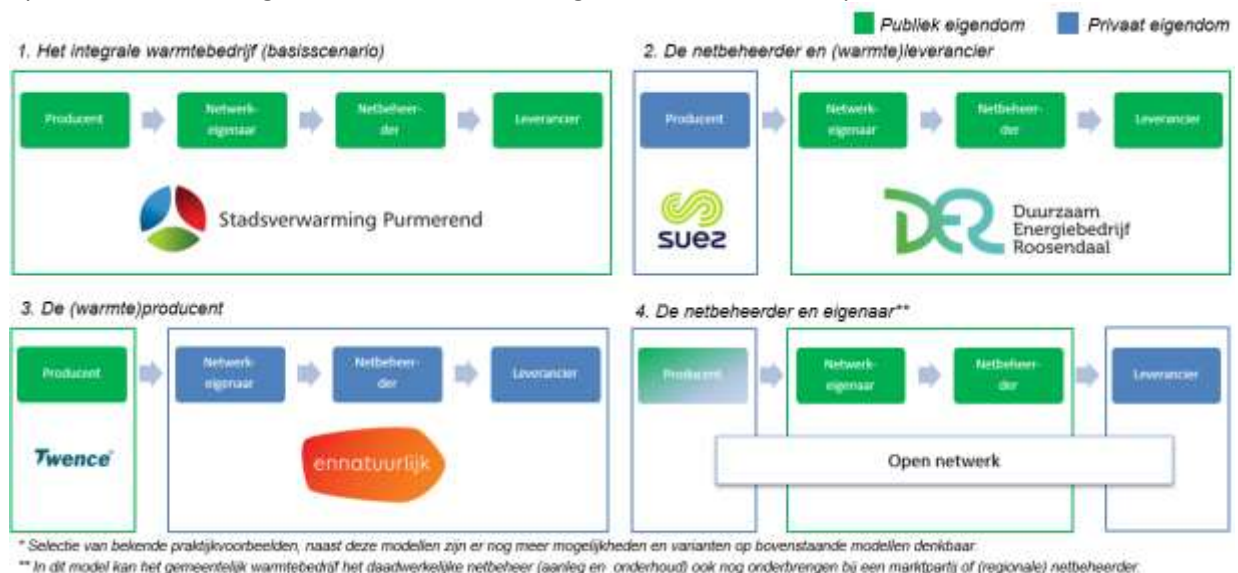 Publiek eigendom Privaat eigendom
1. Het integrale warmtebedrijf (basisscenario)
Producent
Netwerk-
eigenaar
Netbeheer-
der
Leverancier
Stadsverwarming Purmerend
2. De netbeheerder en (warmte)leverancier
Producent
Netwerk-
eigenaar
Netbeheer-
der
Leverancier
suez
DER
Duurzaam
Energiebedrijf
Roosendaal
3. De (warmte)producent
Producent
Netwerk-
eigenaar
Netbeheer-
der
Leverancier
Twence
ennatuurlijk
4. De netbeheerder en eigenaar**
Producent
Netwerk-
eigenaar
Netbeheer-
der
Leverancier
Open netwerk
* Selectie van bekende praktijkvoorbeelden, naast deze modellen zijn er nog meer mogelijkheden en varianten op bovenstaande modellen denkbaar.
** In dit model kan het gemeentelijk warmtebedrijf het daadwerkelijke netbeheer (aanleg en onderhoud) ook nog onderbrengen bij een marktpartij of (regionale) netbeheerder.